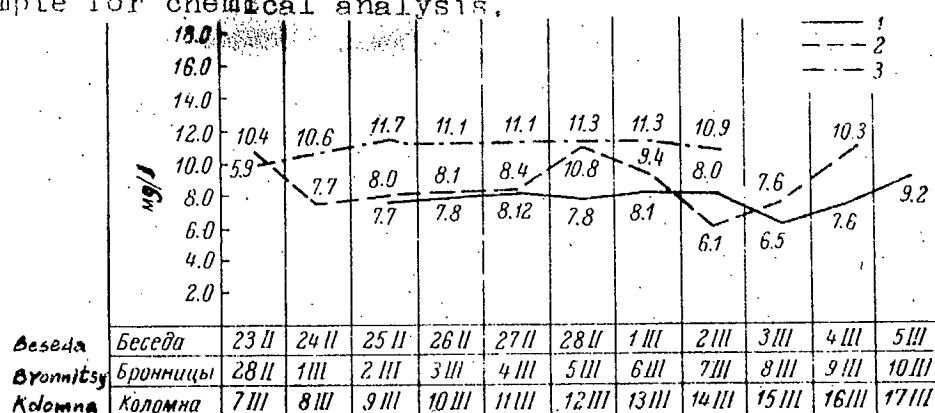 mple for chemical analysis.
18.0
16.0
14.0
12.0
10.0
8.0
6.0
4.0
2.0
мg/l
1
2
3
10.4 10.6 11.7 11.1 11.1 11.3 11.3 10.9 10.3
5.9 7.7 8.0 8.1 8.4 10.8 9.4 8.0 7.6 9.2
7.7 7.8 8.12 7.8 8.1 6.1 6.5 7.6
Beseda Беседа 23 II 24 II 25 II 26 II 27 II 28 II 1 III 2 III 3 III 4 III 5 III
Bronnitsy Бронницы 28 II 1 III 2 III 3 III 4 III 5 III 6 III 7 III 8 III 9 III 10 III
Kolomna Коломна 7 III 8 III 9 III 10 III 11 III 12 III 13 III 14 III 15 III 16 III 17 III